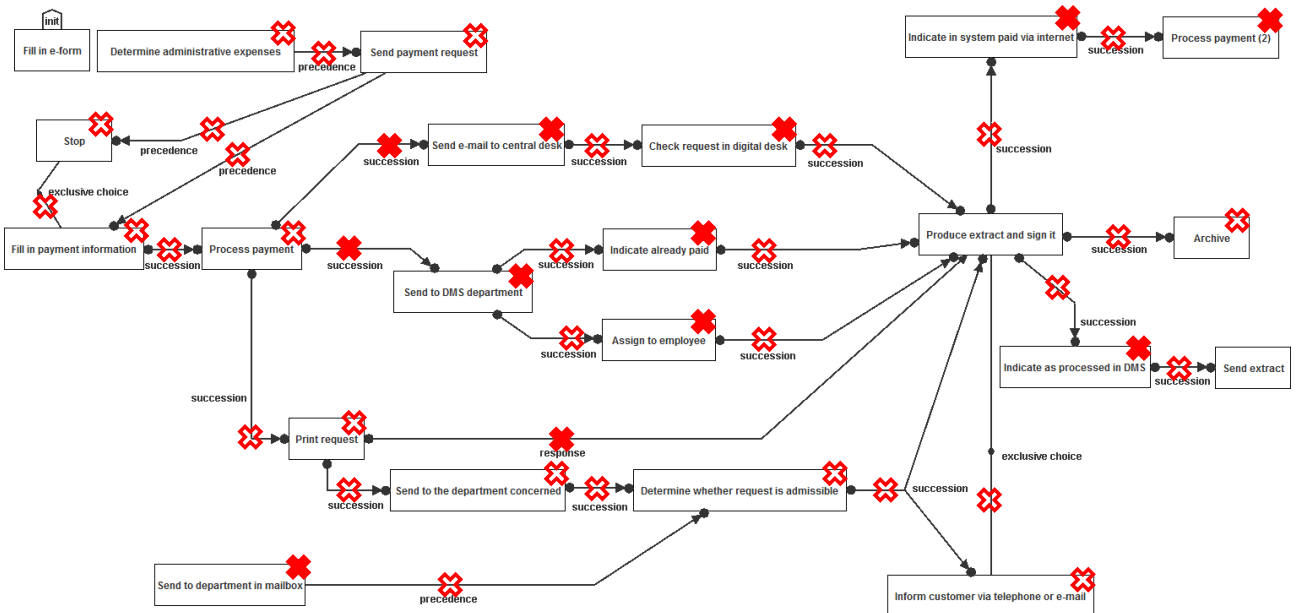 init
Fill in e-form
Determine administrative expenses
precedence
Send payment request
Indicate in system paid via internet
succession
Process payment (2)
Stop
precedence
precedence
exclusive choice
succession
Send e-mail to central desk
succession
Check request in digital desk
succession
succession
Fill in payment information
succession
Process payment
succession
Send to DMS department
succession
Indicate already paid
succession
Produce extract and sign it
succession
Archive
succession
Assign to employee
succession
succession
Indicate as processed in DMS
succession
Send extract
succession
Print request
response
exclusive choice
succession
Send to the department concerned
succession
Determine whether request is admissible
succession
Send to department in mailbox
precedence
Inform customer via telephone or e-mail